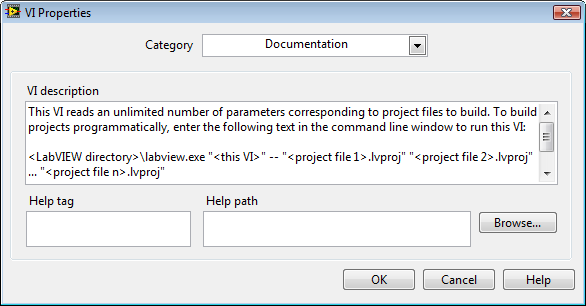 VI Properties
Category
Documentation
VI description
This VI reads an unlimited number of parameters corresponding to project files to build. To build
projects programmatically, enter the following text in the command line window to run this VI:
<LabVIEW directory>\labview.exe "<this VI>" -- "<project file 1>.lvproj" "<project file 2>.lvproj"
... "<project file n>.lvproj"
Help tag
Help path
Browse...
OK
Cancel
Help